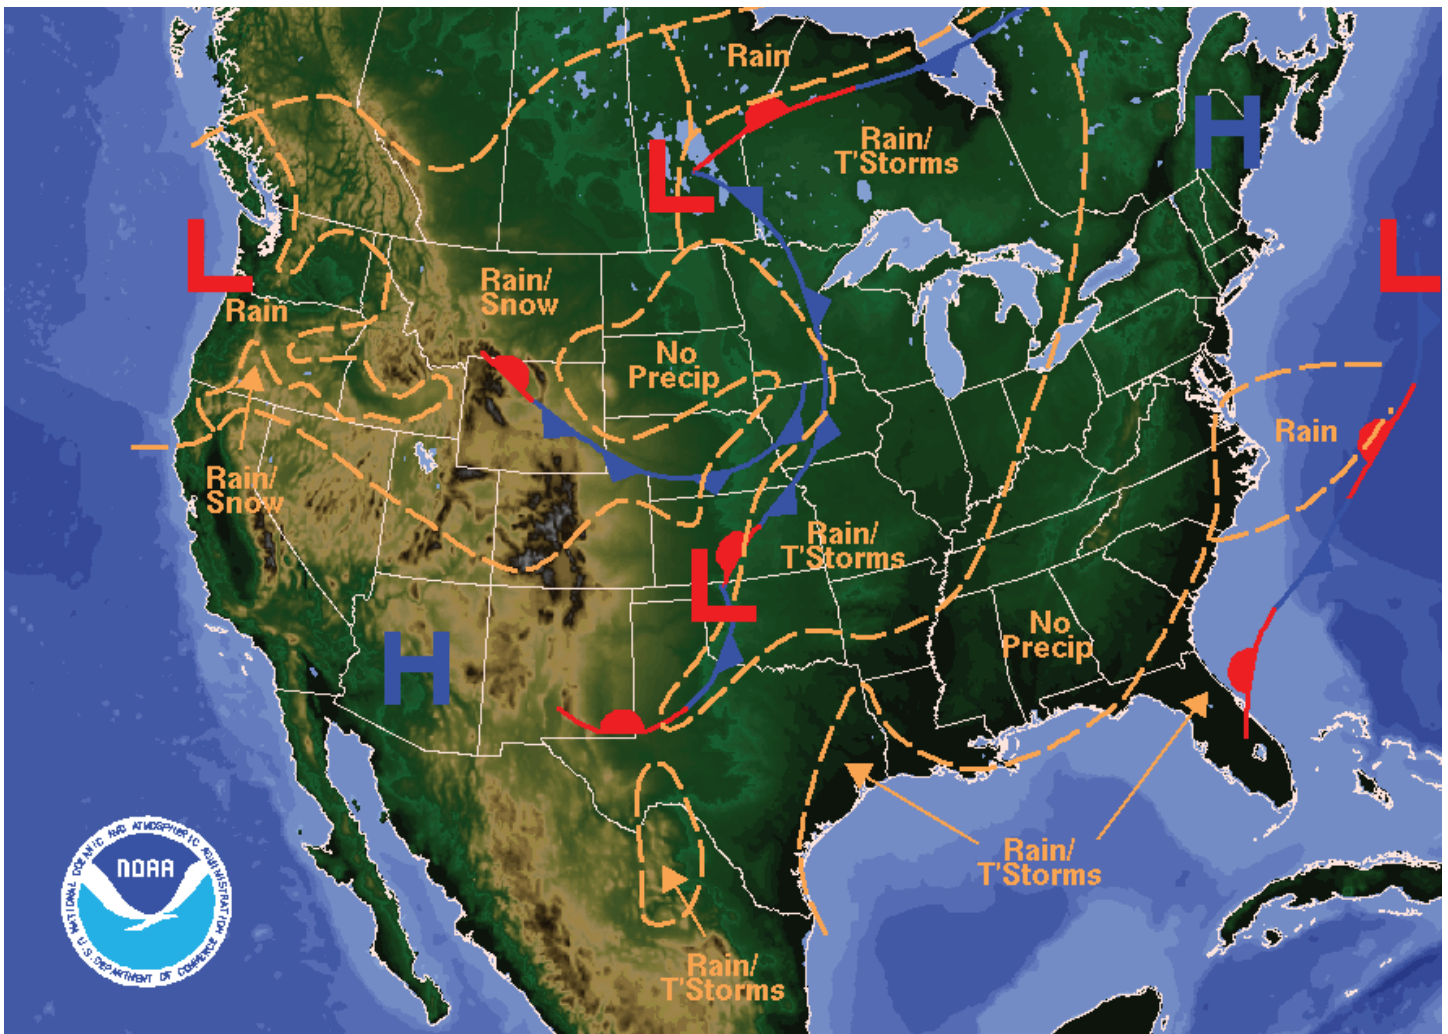 Rain
H
Rain/
T'Storms
L
L
L
Rain/
Snow
Rain
No
Precip
Rain
Rain/
Snow
Rain/
T'Storms
L
No
Precip
H
Rain/
T'Storms
Rain/
T'Storms
NOAA
NATIONAL OCEANIC AND ATMOSPHERIC ADMINISTRATION
U.S. DEPARTMENT OF COMMERCE